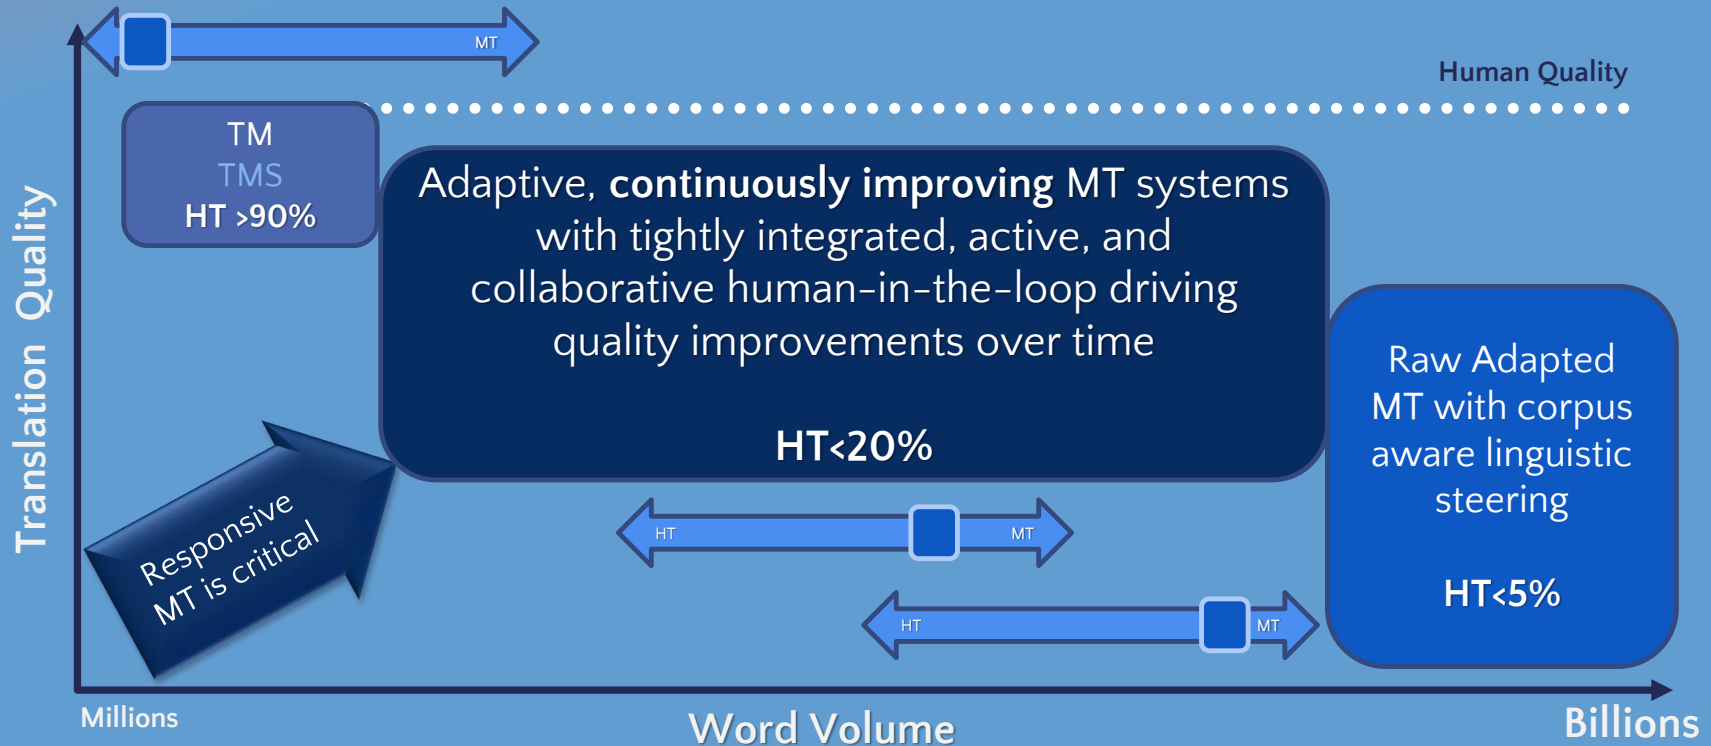 MT
Human Quality
TM
TMS
HT >90%
Adaptive, continuously improving MT systems
with tightly integrated, active, and
collaborative human-in-the-loop driving
quality improvements over time
HT<20%
Raw Adapted
MT with corpus
aware linguistic
steering
HT<5%
Translation Quality
Responsive
MT is critical
HT MT
HT MT
Millions
Word Volume
Billions